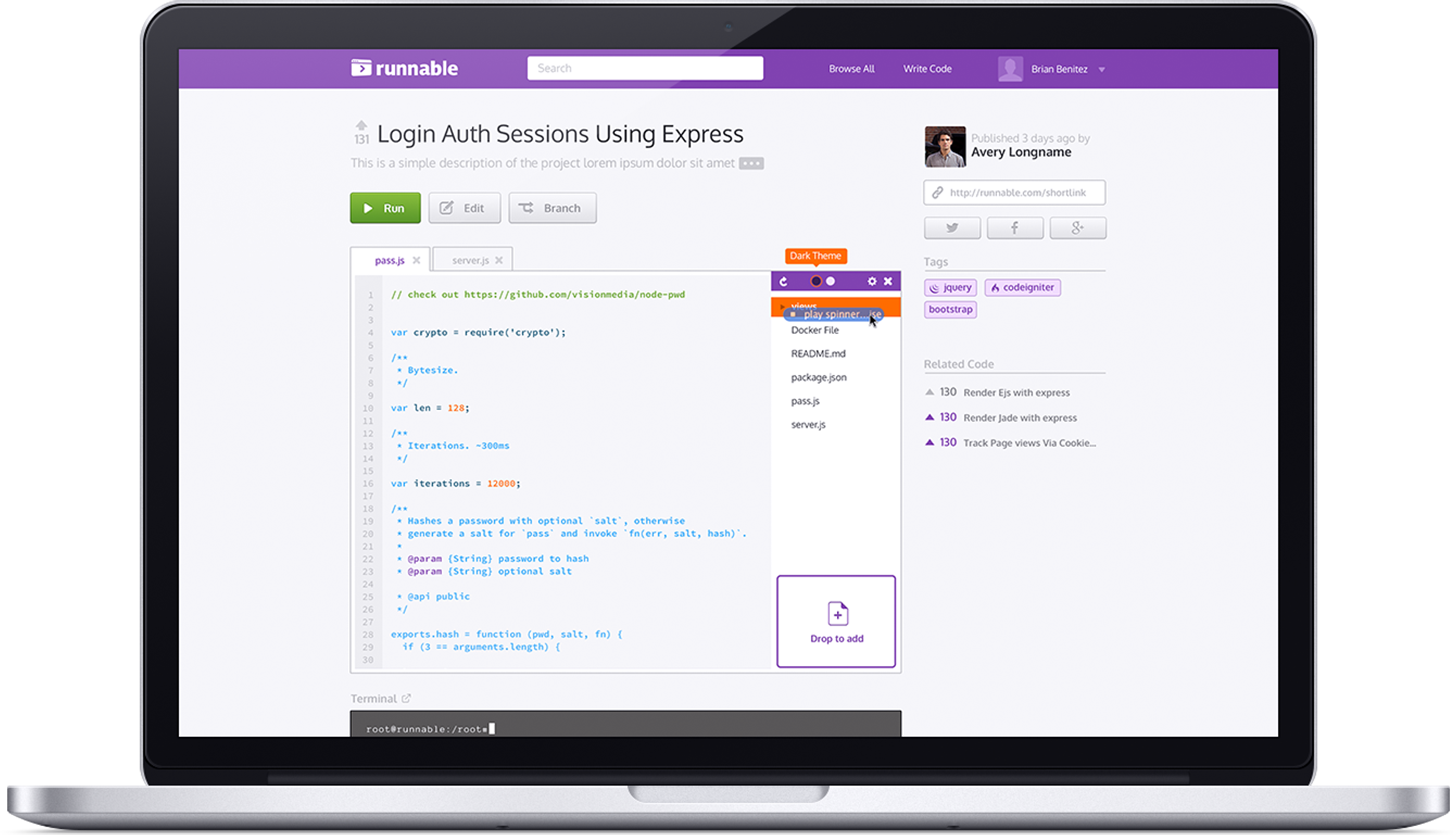 runnable
Search
Browse All
Write Code
Brian Benitez
131
Login Auth Sessions Using Express
This is a simple description of the project lorem ipsum dolor sit amet
Run
Edit
Branch
Published 3 days ago by
Avery Longname
http://runnable.com/shortlink
Tags
jquery
codeigniter
bootstrap
Related Code
130 Render Ejs with express
130 Render Jade with express
130 Track Page views Via Cookie...
pass.js
server.js
Dark Theme
1 // check out https://github.com/visionmedia/node-pwd
2
3
4 var crypto = require('crypto');
5
6 /**
7 * Bytesize.
8 */
9
10 var len = 128;
11
12 /**
13 * Iterations. ~300ms
14 */
15
16 var iterations = 12000;
17
18 /**
19 * Hashes a password with optional `salt`, otherwise
20 * generate a salt for `pass` and invoke `fn(err, salt, hash)`.
21 *
22 * @param {String} password to hash
23 * @param {String} optional salt
24
25 * @api public
26 */
27
28 exports.hash = function (pwd, salt, fn) {
29 if (3 == arguments.length) {
30
views
play spinner...ise
Docker File
README.md
package.json
pass.js
server.js
Drop to add
Terminal
root@runnable:/root#